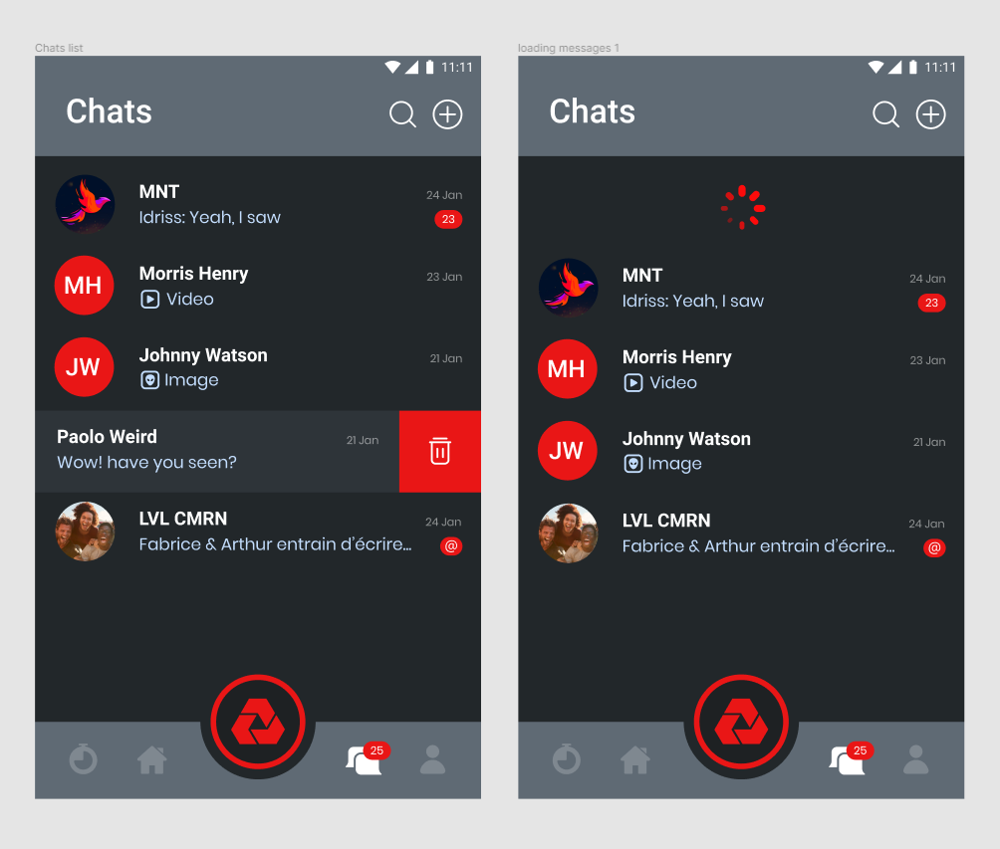 Chats list
11:11
Chats
MNT
24 Jan
Idriss: Yeah, I saw
23
Morris Henry
23 Jan
MH
Video
Johnny Watson
21 Jan
JW
Image
Paolo Weird
21 Jan
Wow! have you seen?
LVL CMRN
24 Jan
Fabrice & Arthur entrain d'écrire...
@
25
loading messages 1
11:11
Chats
MNT
24 Jan
Idriss: Yeah, I saw
23
Morris Henry
23 Jan
MH
Video
Johnny Watson
21 Jan
JW
Image
LVL CMRN
24 Jan
Fabrice & Arthur entrain d'écrire...
@
25